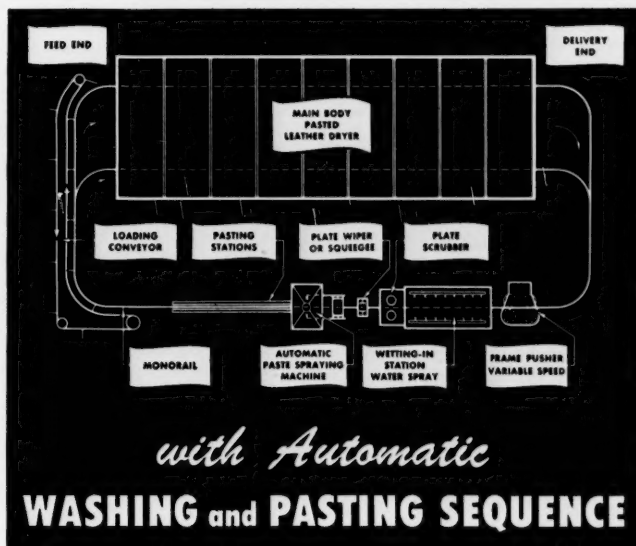 FEED END
DELIVERY
END
MAIN BODY
PASTED
LEATHER DRYER
LOADING
CONVEYOR
PASTING
STATIONS
PLATE WIPER
OR SQUEEGEE
PLATE
SCRUBBER
MONORAIL
AUTOMATIC
PASTE SPRAYING
MACHINE
WETTING-IN
STATION
WATER SPRAY
FRAME PUSHER
VARIABLE SPEED
with Automatic
WASHING and PASTING SEQUENCE